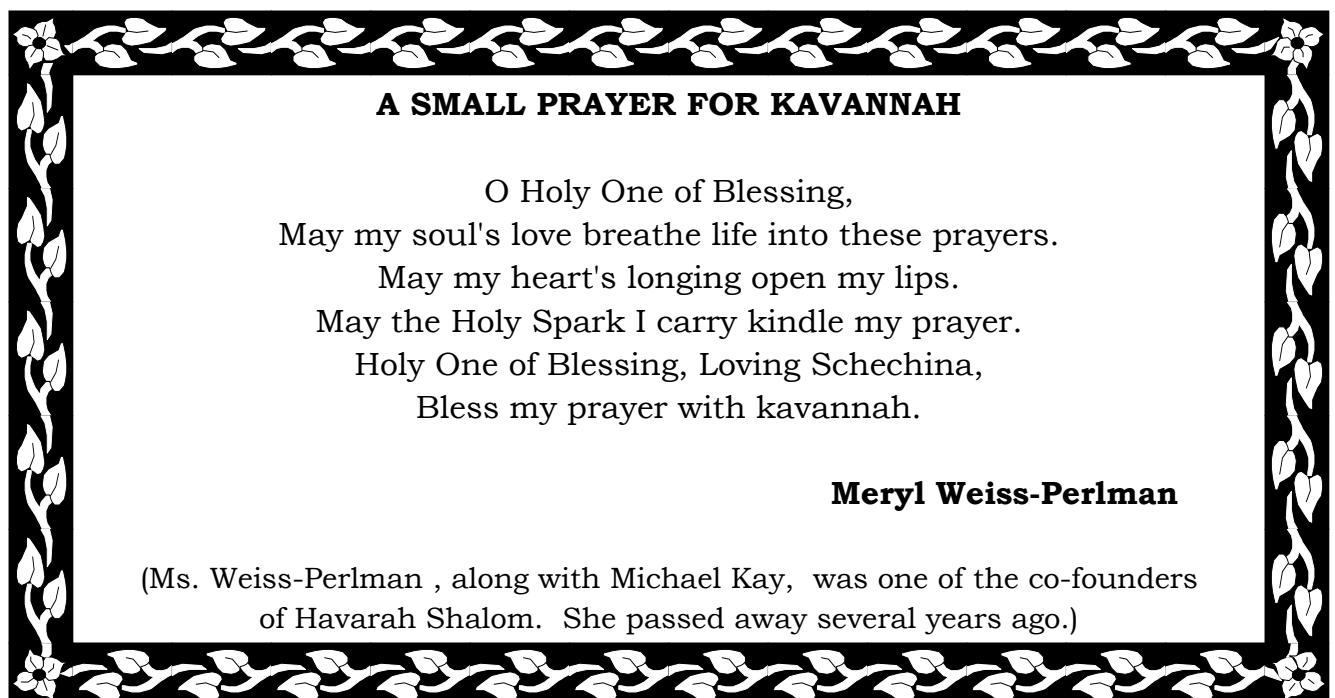 A SMALL PRAYER FOR KAVANNAH
O Holy One of Blessing,
May my soul's love breathe life into these prayers.
May my heart's longing open my lips.
May the Holy Spark I carry kindle my prayer.
Holy One of Blessing, Loving Schechina,
Bless my prayer with kavannah.
Meryl Weiss-Perlman
(Ms. Weiss-Perlman , along with Michael Kay,  was one of the co-founders
of Havarah Shalom.  She passed away several years ago.)